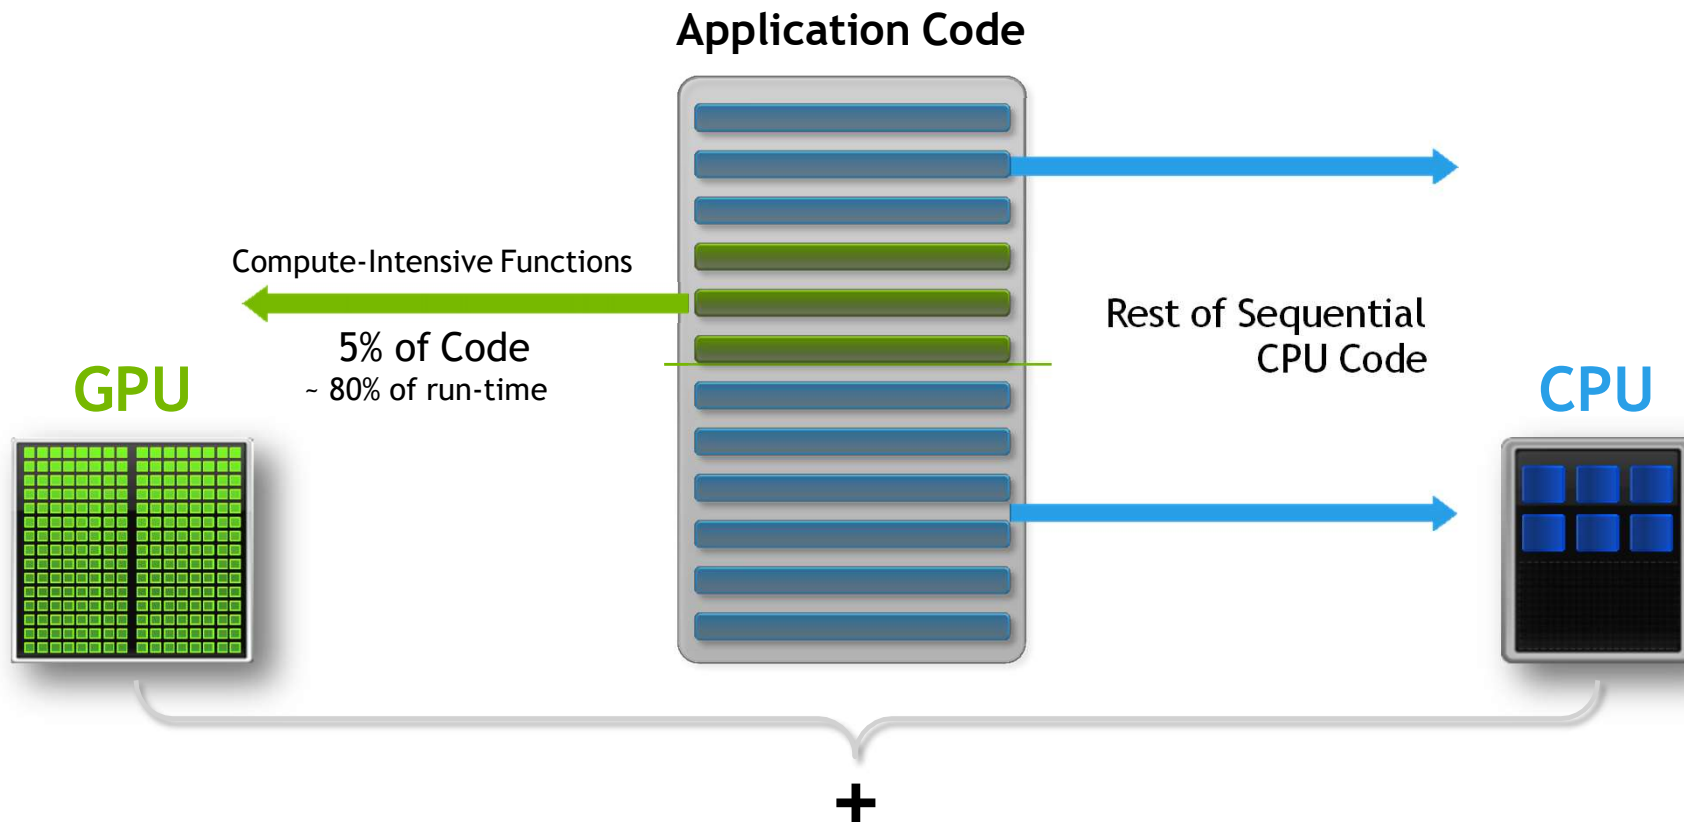 Application Code
Compute-Intensive Functions
5% of Code
~ 80% of run-time
GPU
Rest of Sequential
CPU Code
CPU
+